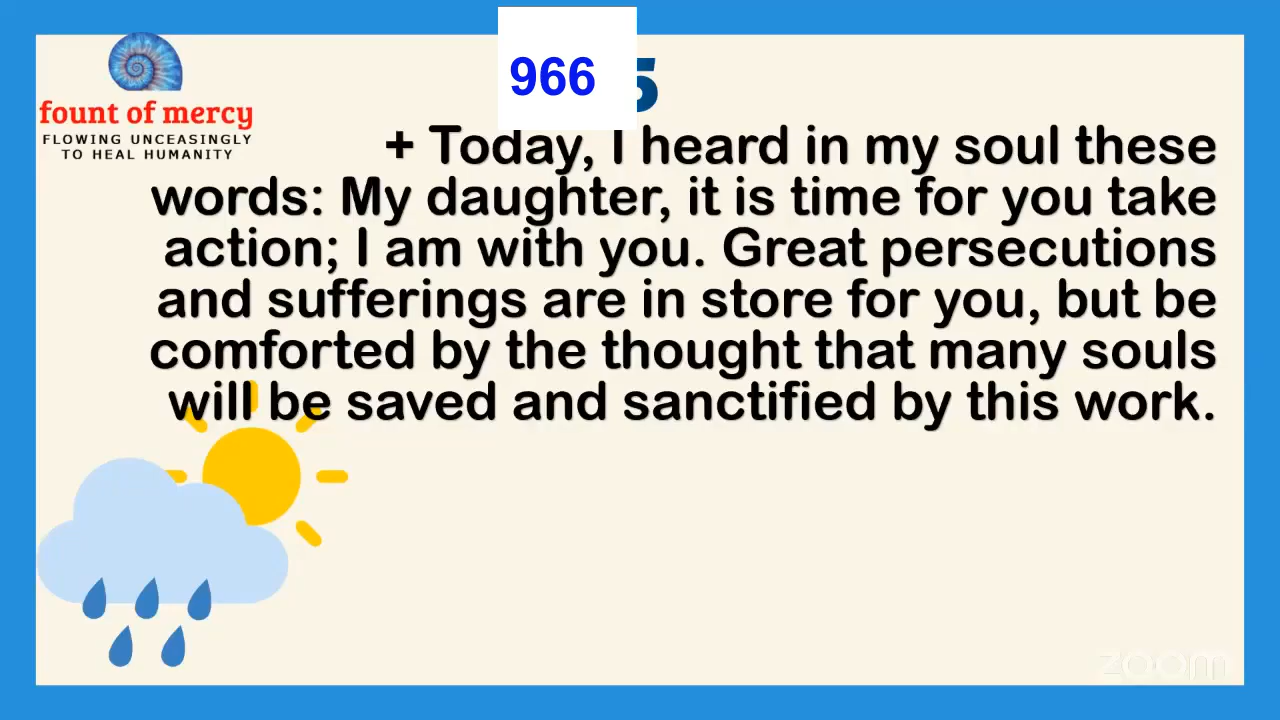 966 5
fount of mercy
FLOWING UNCEASINGLY
TO HEAL HUMANITY
+ Today, I heard in my soul these
words: My daughter, it is time for you take
action; I am with you. Great persecutions
and sufferings are in store for you, but be
comforted by the thought that many souls
will be saved and sanctified by this work.
zoom